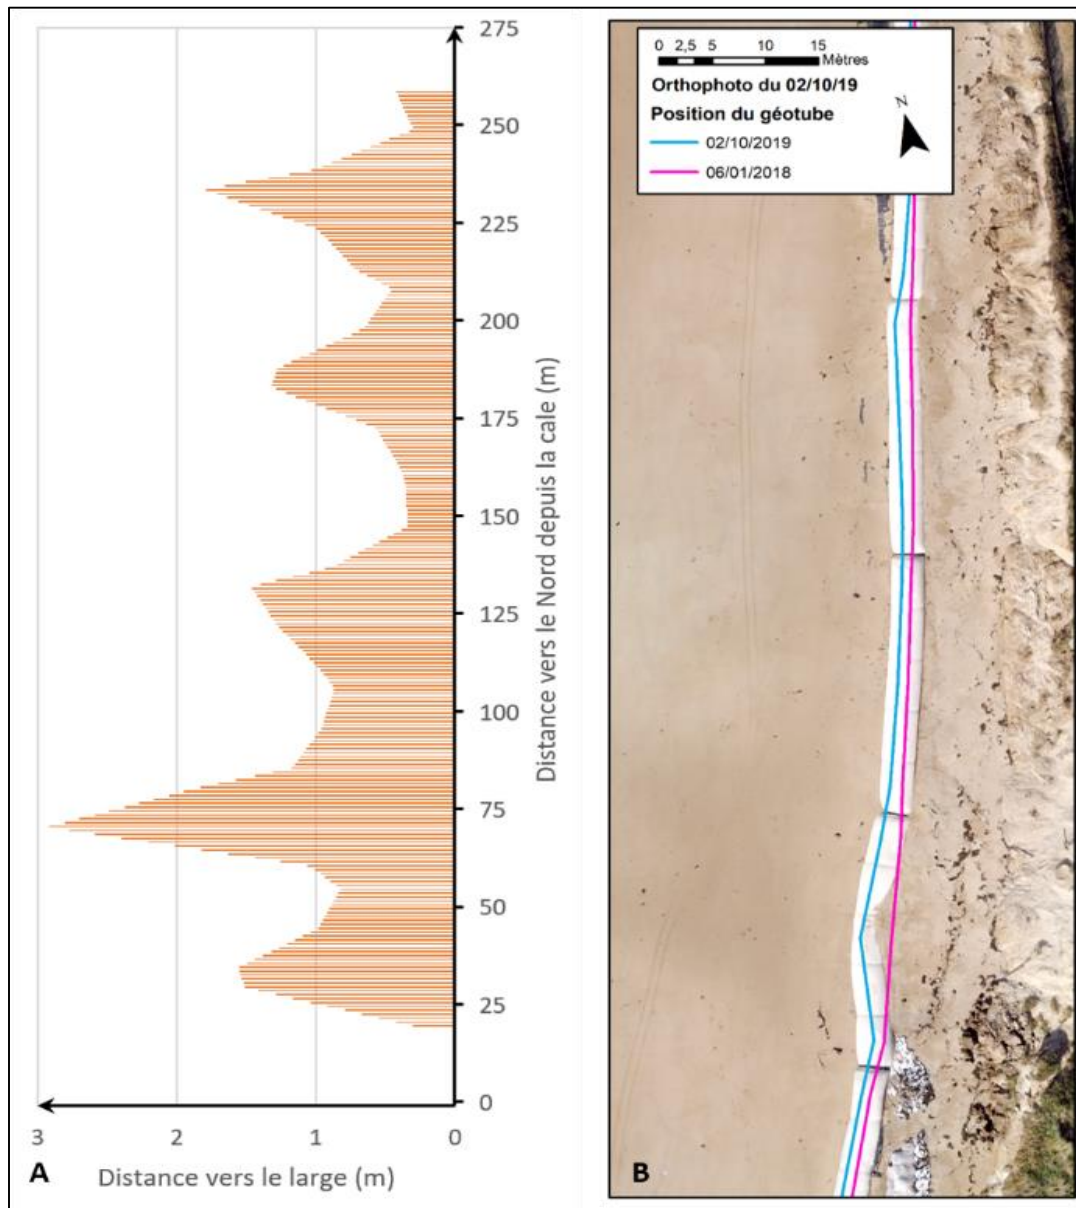 275
250
225
200
175
150
125
100
75
50
25
0
Distance vers le Nord depuis la cale (m)
3 2 1 0
Distance vers le large (m)
A
0 2,5 5 10 15
Mètres
Orthophoto du 02/10/19
Position du géotube
N
02/10/2019
06/01/2018
B